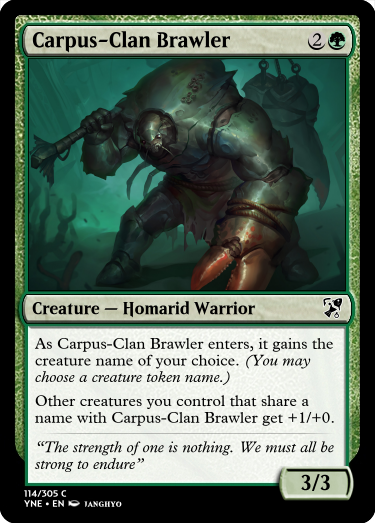 Carpus-Clan Brawler 2
Creature — Homarid Warrior
As Carpus-Clan Brawler enters, it gains the
creature name of your choice. (You may
choose a creature token name.)
Other creatures you control that share a
name with Carpus-Clan Brawler get +1/+0.
“The strength of one is nothing. We must all be
strong to endure”
3/3
114/305 C
YNE • EN JANGHYO